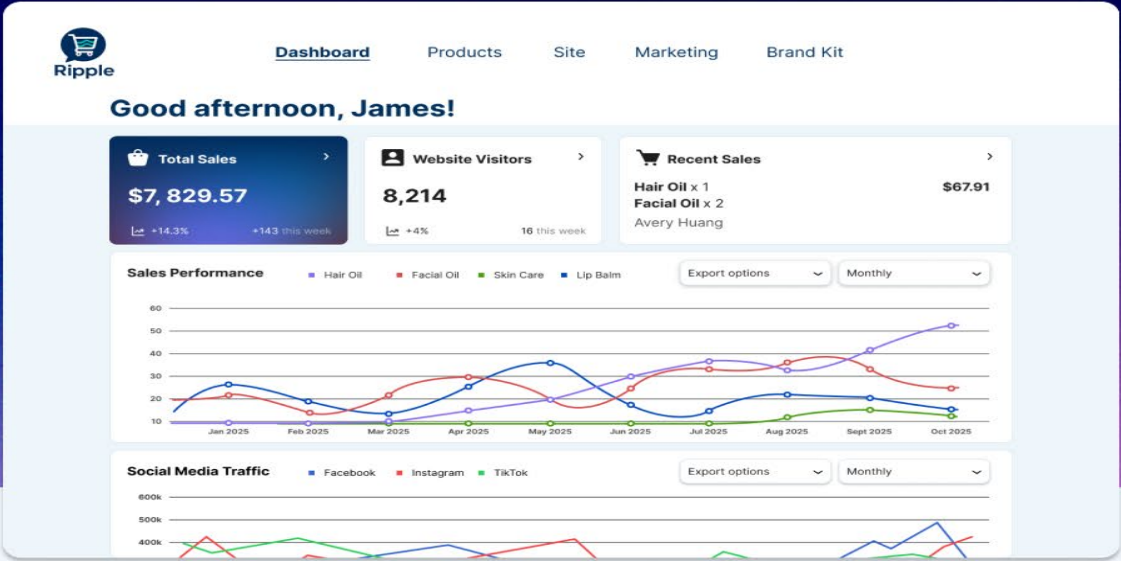 Ripple
Dashboard Products Site Marketing Brand Kit
Good afternoon, James!
Total Sales
$7, 829.57
+14.3% +143 this week
Website Visitors
8,214
+4% 16 this week
Recent Sales
Hair Oil x 1 $67.91
Facial Oil x 2
Avery Huang
Sales Performance Hair Oil Facial Oil Skin Care Lip Balm Export options Monthly
60
50
40
30
20
10
Jan 2025 Feb 2025 Mar 2025 Apr 2025 May 2025 Jun 2025 Jul 2025 Aug 2025 Sept 2025 Oct 2025
Social Media Traffic Facebook Instagram TikTok Export options Monthly
600k
500k
400k